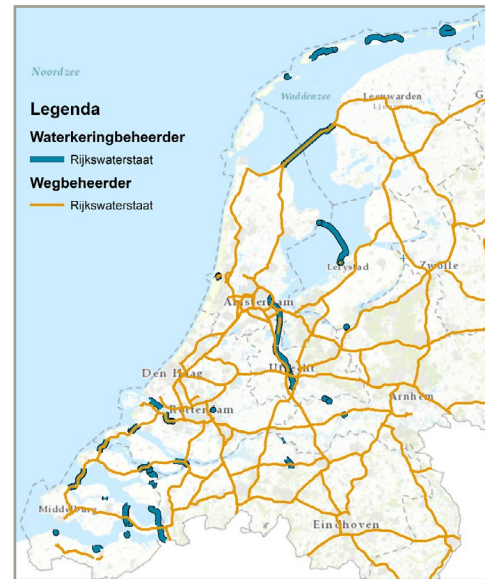 Noordzee
Waddenzee
Leeuwarden
Legenda
Waterkeringbeheerder
Rijkswaterstaat
Wegbeheerder
Rijkswaterstaat
Lelystad
Zwolle
Amsterdam
Den Haag
Utrecht
Rotterdam
Arnhem
Middelburg
Eindhoven